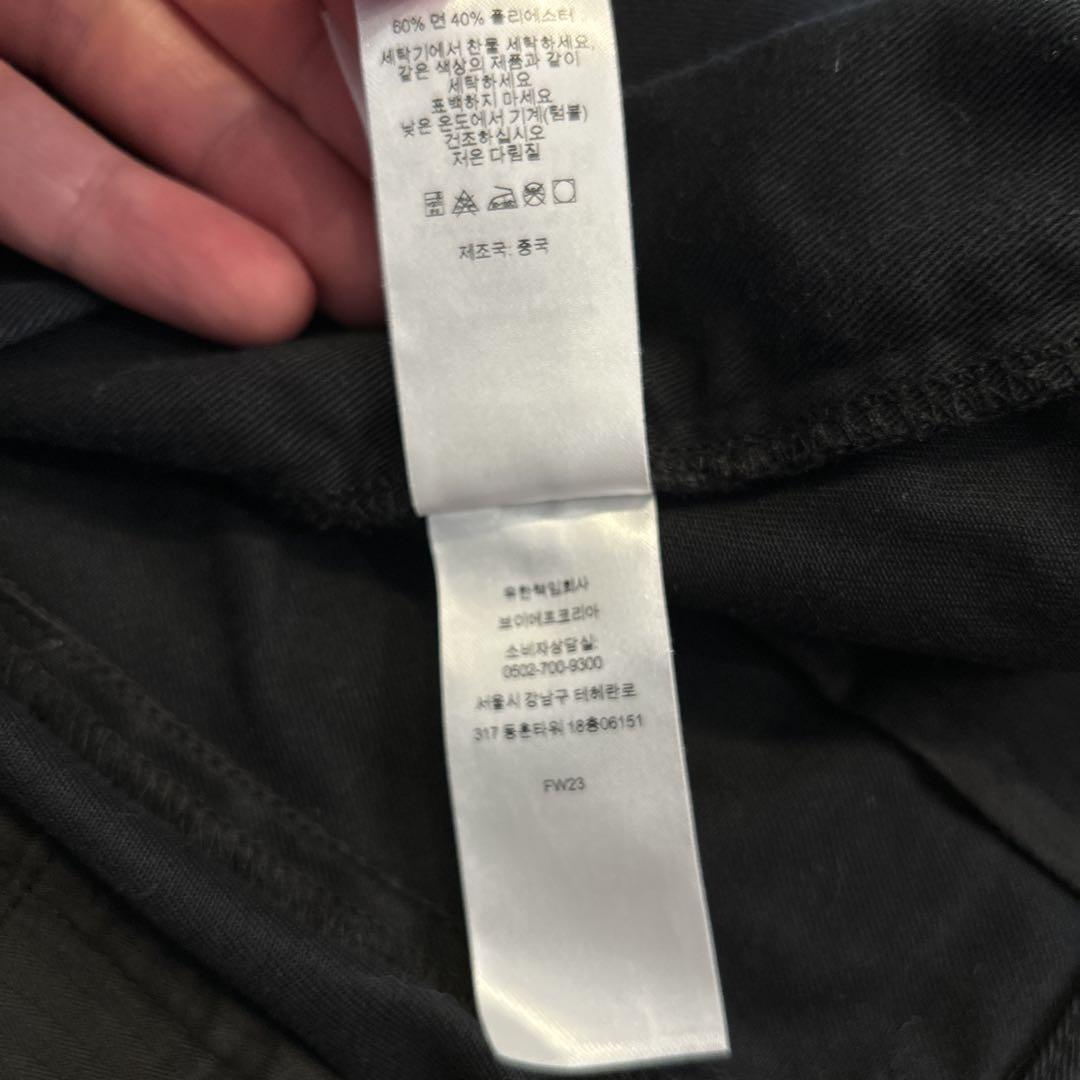 60% 면 40% 폴리에스터
세탁기에서 찬물 세탁하세요,
같은 색상의 제품과 같이
세탁하세요
표백하지 마세요
낮은 온도에서 기계(텀블)
건조하십시오
저온 다림질
제조국: 중국
유한책임회사
브이에프코리아
소비자상담실:
0502-700-9300
서울시 강남구 테헤란로
317 동훈타워 18층06151
FW23